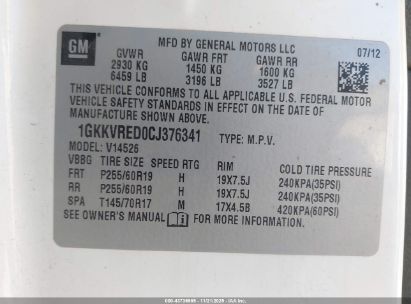 GM
MFD BY GENERAL MOTORS LLC 07/12
GVWR GAWR FRT GAWR RR
2930 KG 1450 KG 1600 KG
6459 LB 3196 LB 3527 LB
THIS VEHICLE CONFORMS TO ALL APPLICABLE U.S. FEDERAL MOTOR
VEHICLE SAFETY STANDARDS IN EFFECT ON THE DATE OF
MANUFACTURE SHOWN ABOVE.
1GKKVRED0CJ376341 TYPE: M.P.V.
MODEL: V14526
VBBG TIRE SIZE SPEED RTG RIM COLD TIRE PRESSURE
FRT P255/60R19 H 19X7.5J 240KPA(35PSI)
RR P255/60R19 H 19X7.5J 240KPA(35PSI)
SPA T145/70R17 M 17X4.5B 420KPA(60PSI)
SEE OWNER'S MANUAL FOR MORE INFORMATION.